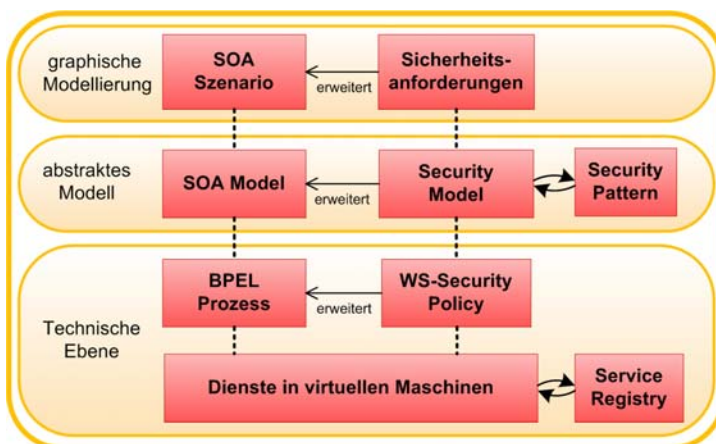 graphische
Modellierung
SOA
Szenario
erweitert
Sicherheits-
anforderungen
abstraktes
Modell
SOA Model
erweitert
Security
Model
Security
Pattern
Technische
Ebene
BPEL
Prozess
erweitert
WS-Security
Policy
Dienste in virtuellen Maschinen
Service
Registry